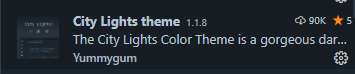 City Lights theme 1.1.8 90K 5
The City Lights Color Theme is a gorgeous dar...
Yummygum